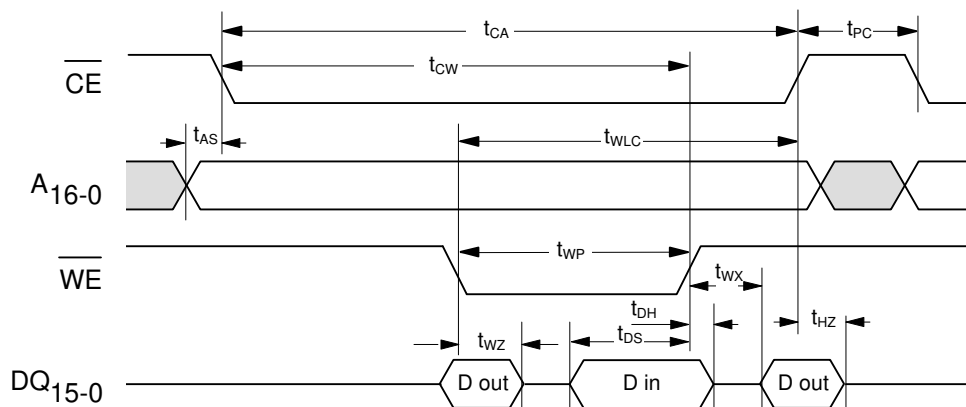 tCA
tPC
CE
tCW
tAS
tWLC
A16-0
WE
tWP
tWX
tDH
tHZ
tDS
tWZ
DQ15-0
D out
D in
D out